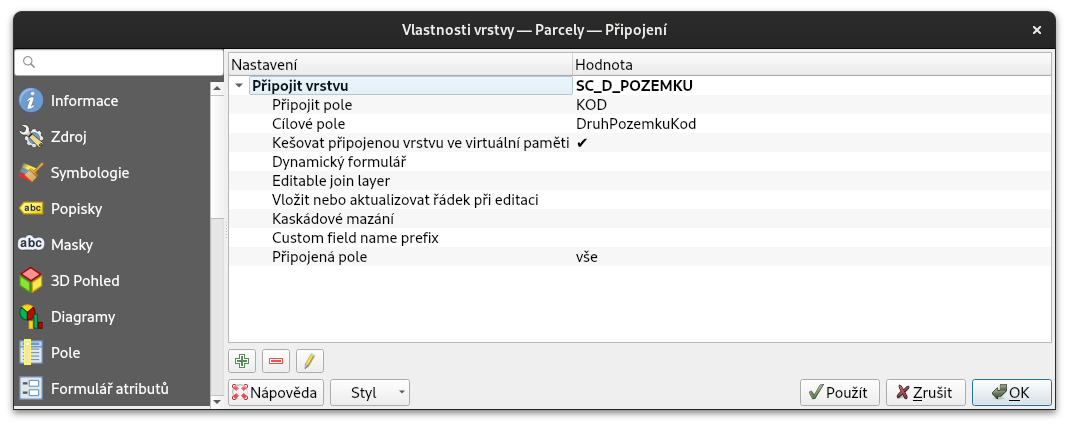 Vlastnosti vrstvy — Parcely — Připojení
Informace
Zdroj
Symbologie
abc Popisky
abc Masky
3D Pohled
Diagramy
Pole
Formulář atributů
Nastavení Hodnota
Připojit vrstvu SC_D_POZEMKU
Připojit pole KOD
Cílové pole DruhPozemkuKod
Kešovat připojenou vrstvu ve virtuální paměti ✔
Dynamický formulář
Editable join layer
Vložit nebo aktualizovat řádek při editaci
Kaskádové mazání
Custom field name prefix
Připojená pole vše
Nápověda Styl Použít Zrušit OK